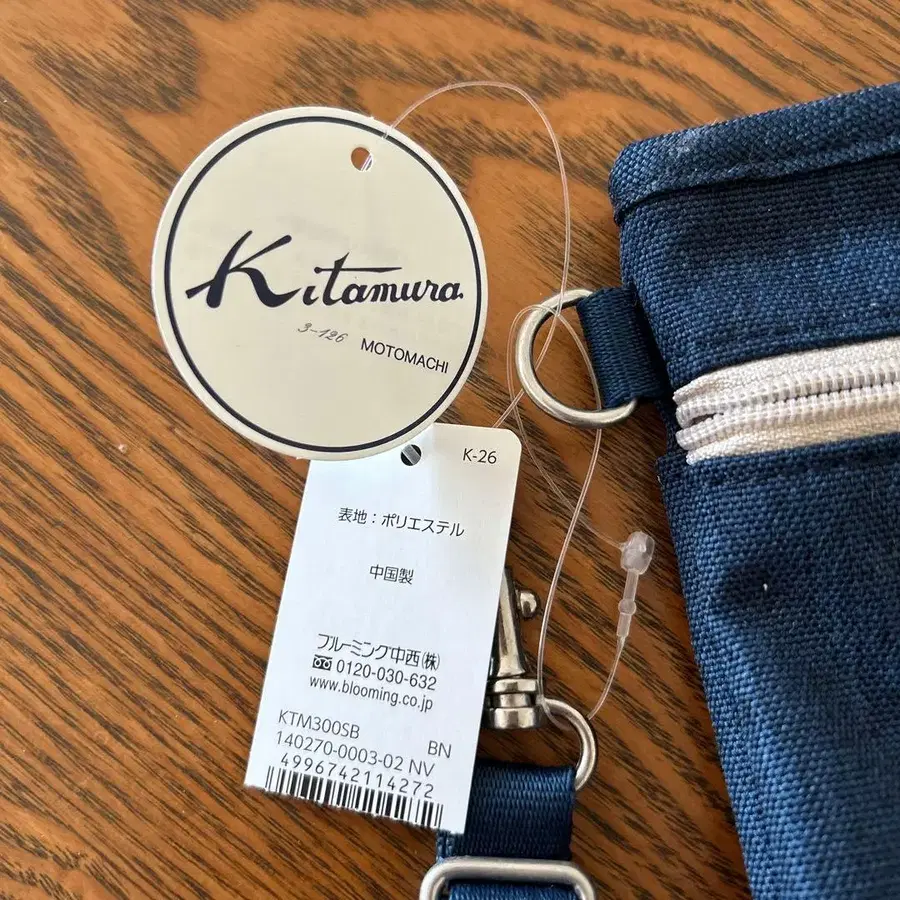 Kitamura.
3-126
MOTOMACHI
K-26
表地：ポリエステル
中国製
ブルーミング中西(株)
0120-030-632
www.blooming.co.jp
KTM300SB BN
140270-0003-02 NV
4996742114272